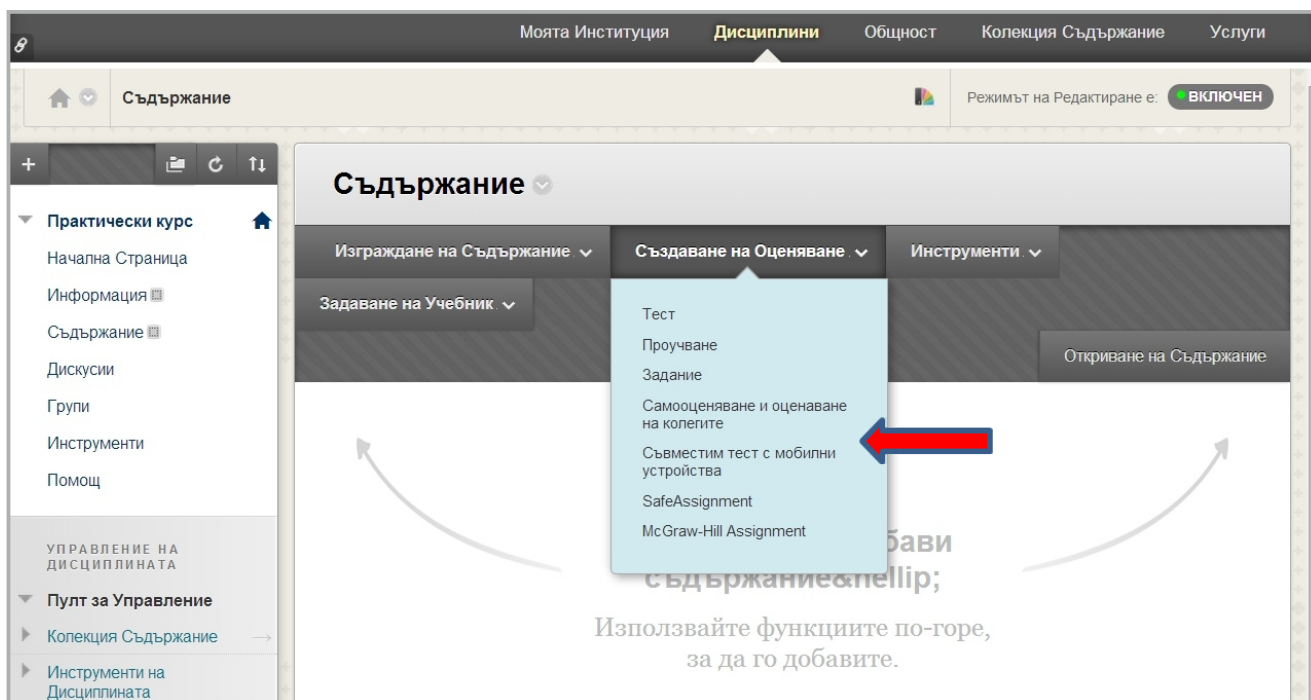 Моята Институция Дисциплини Общност Колекция Съдържание Услуги
Съдържание Режимът на Редактиране е: ВКЛЮЧЕН
Съдържание
Практически курс
Начална Страница
Информация
Съдържание
Дискусии
Групи
Инструменти
Помощ
УПРАВЛЕНИЕ НА
ДИСЦИПЛИНАТА
Пулт за Управление
Колекция Съдържание
Инструменти на
Дисциплината
Изграждане на Съдържание Създаване на Оценяване Инструменти
Задаване на Учебник
Откриване на Съдържание
Тест
Проучване
Задание
Самооценяване и оценаване
на колегите
Съвместим тест с мобилни
устройства
SafeAssignment
McGraw-Hill Assignment
бави
съдържание&hellip;
Използвайте функциите по-горе,
за да го добавите.